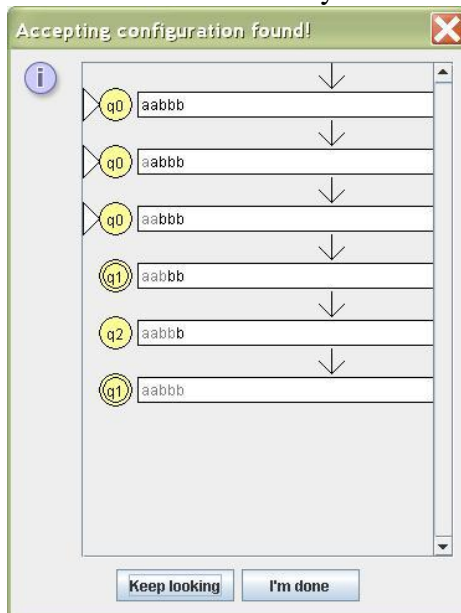 Accepting configuration found!
i
q0 aabbb
q0 aabbb
q0 aabbb
q1 aabbb
q2 aabbb
q1 aabbb
Keep looking I'm done